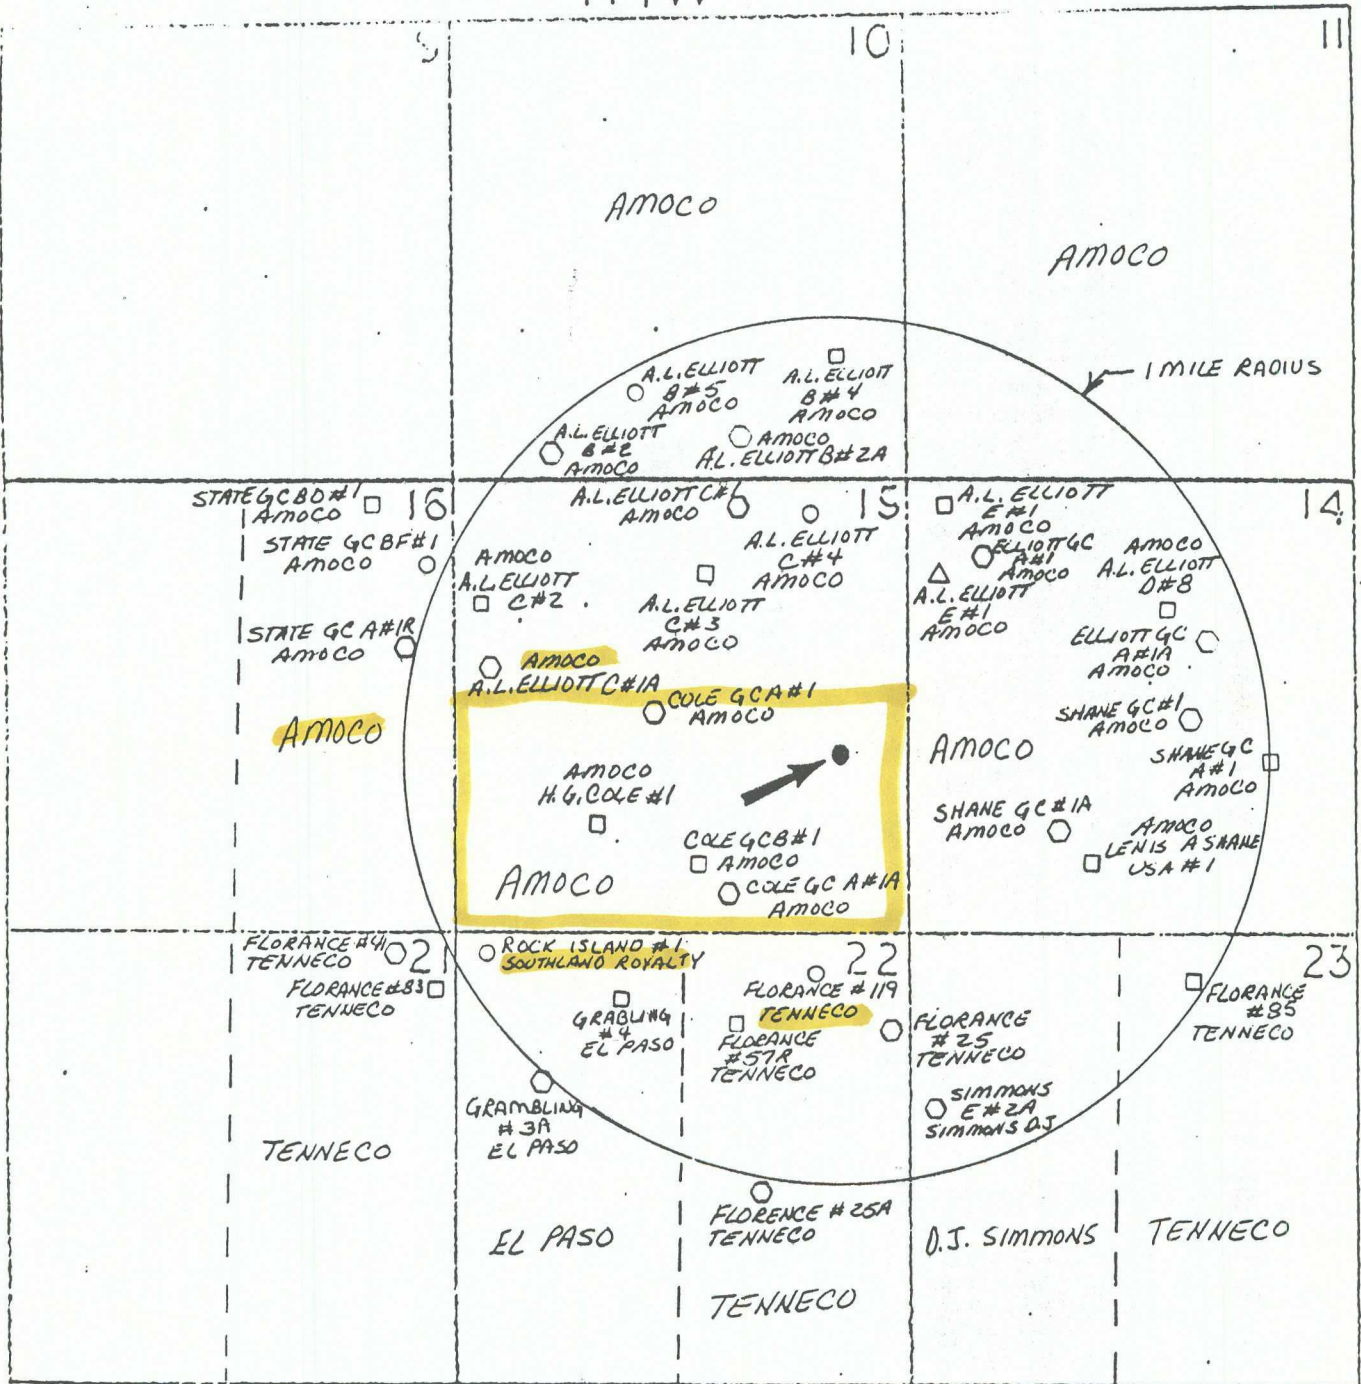 9
10
11
AMOCO
AMOCO
1 MILE RADIUS
A.L. ELLIOTT
B#5
AMOCO
A.L. ELLIOTT
B#4
AMOCO
A.L. ELLIOTT
B#2
AMOCO
AMOCO
A.L. ELLIOTT B#2A
STATE GCBD#1
AMOCO
16
STATE GCBF#1
AMOCO
STATE GC A#1R
AMOCO
AMOCO
A.L. ELLIOTT C#1
AMOCO
15
A.L. ELLIOTT
C#4
AMOCO
AMOCO
A.L. ELLIOTT
C#2
A.L. ELLIOTT
C#3
AMOCO
AMOCO
A.L. ELLIOTT C#1A
COLE GCA#1
AMOCO
AMOCO
H.G. COLE #1
COLE GCB#1
AMOCO
AMOCO
COLE GC A#1A
AMOCO
A.L. ELLIOTT
E#1
AMOCO
14
ELLIOTT GC
A#1
AMOCO
AMOCO
A.L. ELLIOTT
D#8
A.L. ELLIOTT
E#1
AMOCO
ELLIOTT GC
A#1A
AMOCO
SHANE GC#1
AMOCO
AMOCO
SHANE GC
A#1
AMOCO
SHANE GC#1A
AMOCO
AMOCO
LENIS A SHANE
USA #1
FLORANCE #41
TENNECO
21
FLORANCE #83
TENNECO
TENNECO
ROCK ISLAND #1
SOUTHLAND ROYALTY
GRABLING
#4
EL PASO
GRAMBLING
#3A
EL PASO
EL PASO
22
FLORANCE #119
TENNECO
FLORANCE
#57R
TENNECO
FLORENCE #25A
TENNECO
TENNECO
FLORANCE
#25
TENNECO
SIMMONS
E#2A
SIMMONS D.J
D.J. SIMMONS
23
FLORANCE
#85
TENNECO
TENNECO